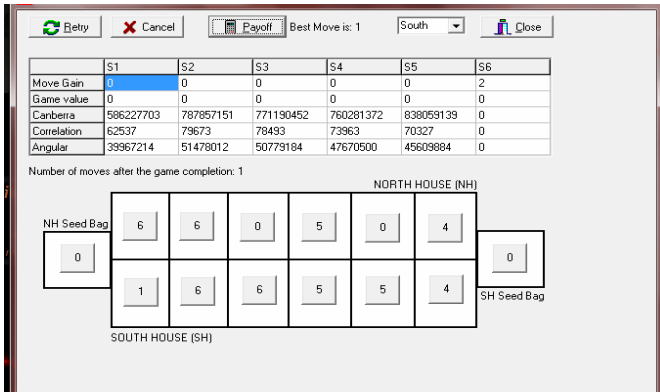 Retry Cancel Payoff Best Move is: 1 South Close
S1 S2 S3 S4 S5 S6
Move Gain 0 0 0 0 0 2
Game value 0 0 0 0 0 0
Canberra 586227703 787857151 771190452 760281372 838059139 0
Correlation 62537 79673 78493 73963 70327 0
Angular 39967214 51478012 50779184 47670500 45609884 0
Number of moves after the game completion: 1
NORTH HOUSE (NH)
NH Seed Bag
6 6 0 5 0 4
0
0
1 6 6 5 5 4
SH Seed Bag
SOUTH HOUSE (SH)